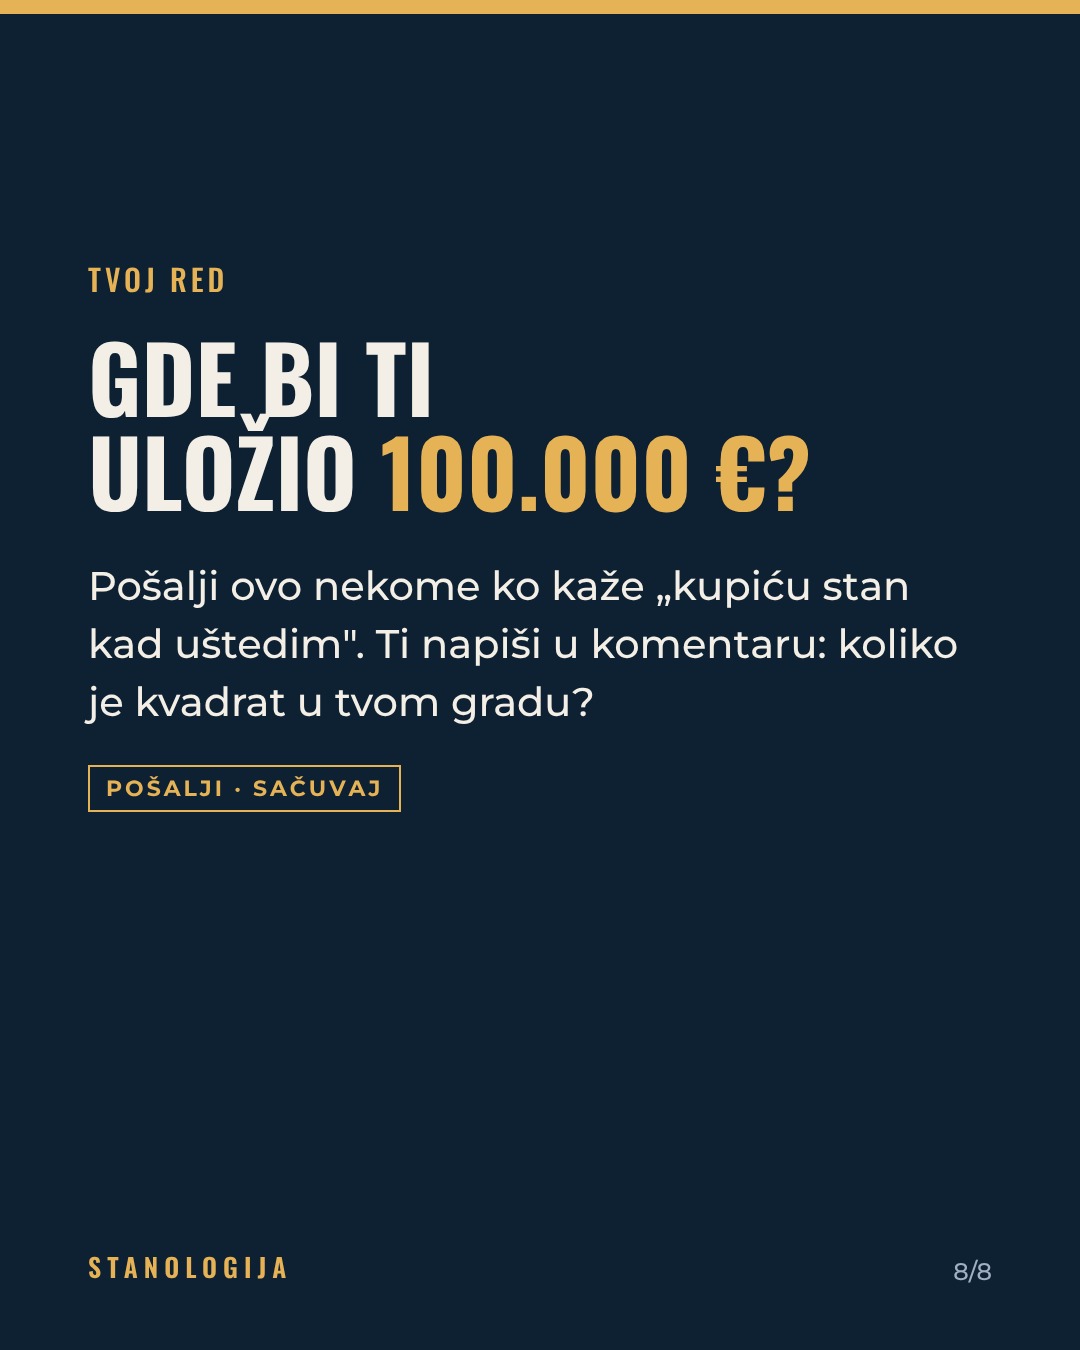 TVOJ RED
GDE BI TI
ULOŽIO 100.000 €?
Pošalji ovo nekome ko kaže „kupiću stan
kad uštedim". Ti napiši u komentaru: koliko
je kvadrat u tvom gradu?
POŠALJI · SAČUVAJ
STANOLOGIJA
8/8